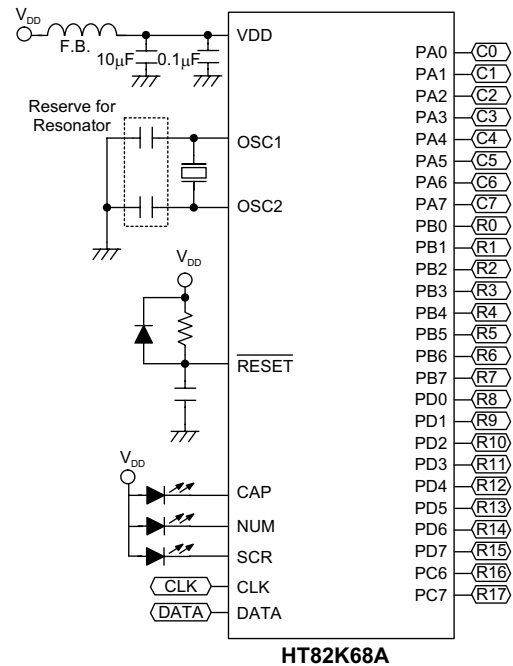 VDD
F.B.
10μF
0.1μF
VDD
Reserve for
Resonator
OSC1
OSC2
VDD
RESET
VDD
CAP
NUM
SCR
CLK
CLK
DATA
DATA
PA0 C0
PA1 C1
PA2 C2
PA3 C3
PA4 C4
PA5 C5
PA6 C6
PA7 C7
PB0 R0
PB1 R1
PB2 R2
PB3 R3
PB4 R4
PB5 R5
PB6 R6
PB7 R7
PD0 R8
PD1 R9
PD2 R10
PD3 R11
PD4 R12
PD5 R13
PD6 R14
PD7 R15
PC6 R16
PC7 R17
HT82K68A